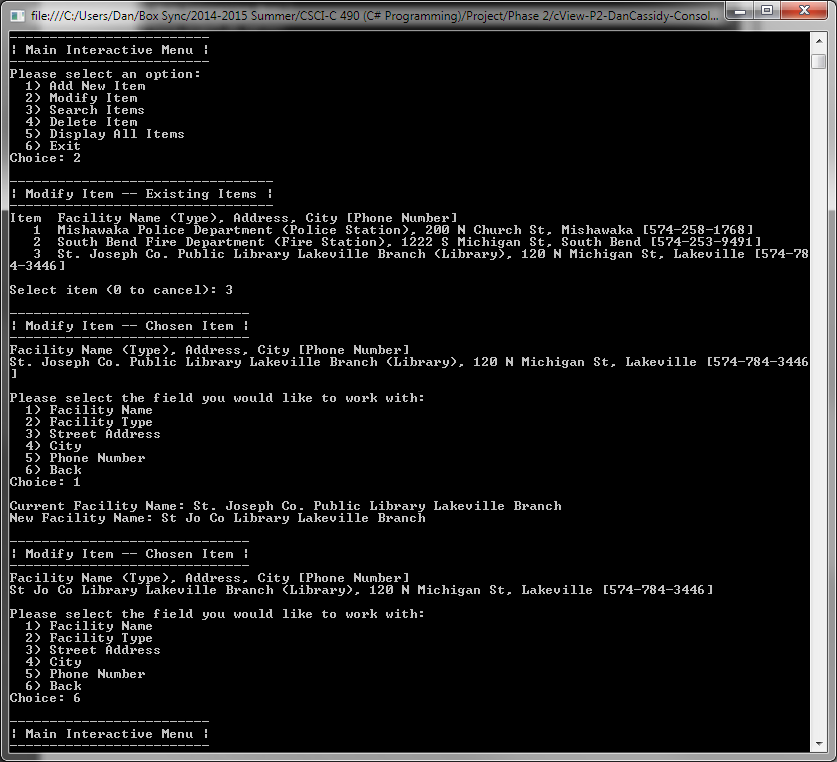 file:///C:/Users/Dan/Box Sync/2014-2015 Summer/CSCI-C 490 (C# Programming)/Project/Phase 2/cView-P2-DanCassidy-Consol...
-------------------------
| Main Interactive Menu |
-------------------------
Please select an option:
  1) Add New Item
  2) Modify Item
  3) Search Items
  4) Delete Item
  5) Display All Items
  6) Exit
Choice: 2
---------------------------------
| Modify Item -- Existing Items |
---------------------------------
Item  Facility Name (Type), Address, City [Phone Number]
   1  Mishawaka Police Department (Police Station), 200 N Church St, Mishawaka [574-258-1768]
   2  South Bend Fire Department (Fire Station), 1222 S Michigan St, South Bend [574-253-9491]
   3  St. Joseph Co. Public Library Lakeville Branch (Library), 120 N Michigan St, Lakeville [574-78
4-3446]
Select item (0 to cancel): 3
------------------------------
| Modify Item -- Chosen Item |
------------------------------
Facility Name (Type), Address, City [Phone Number]
St. Joseph Co. Public Library Lakeville Branch (Library), 120 N Michigan St, Lakeville [574-784-3446
]
Please select the field you would like to work with:
  1) Facility Name
  2) Facility Type
  3) Street Address
  4) City
  5) Phone Number
  6) Back
Choice: 1
Current Facility Name: St. Joseph Co. Public Library Lakeville Branch
New Facility Name: St Jo Co Library Lakeville Branch
------------------------------
| Modify Item -- Chosen Item |
------------------------------
Facility Name (Type), Address, City [Phone Number]
St Jo Co Library Lakeville Branch (Library), 120 N Michigan St, Lakeville [574-784-3446]
Please select the field you would like to work with:
  1) Facility Name
  2) Facility Type
  3) Street Address
  4) City
  5) Phone Number
  6) Back
Choice: 6
-------------------------
| Main Interactive Menu |
-------------------------